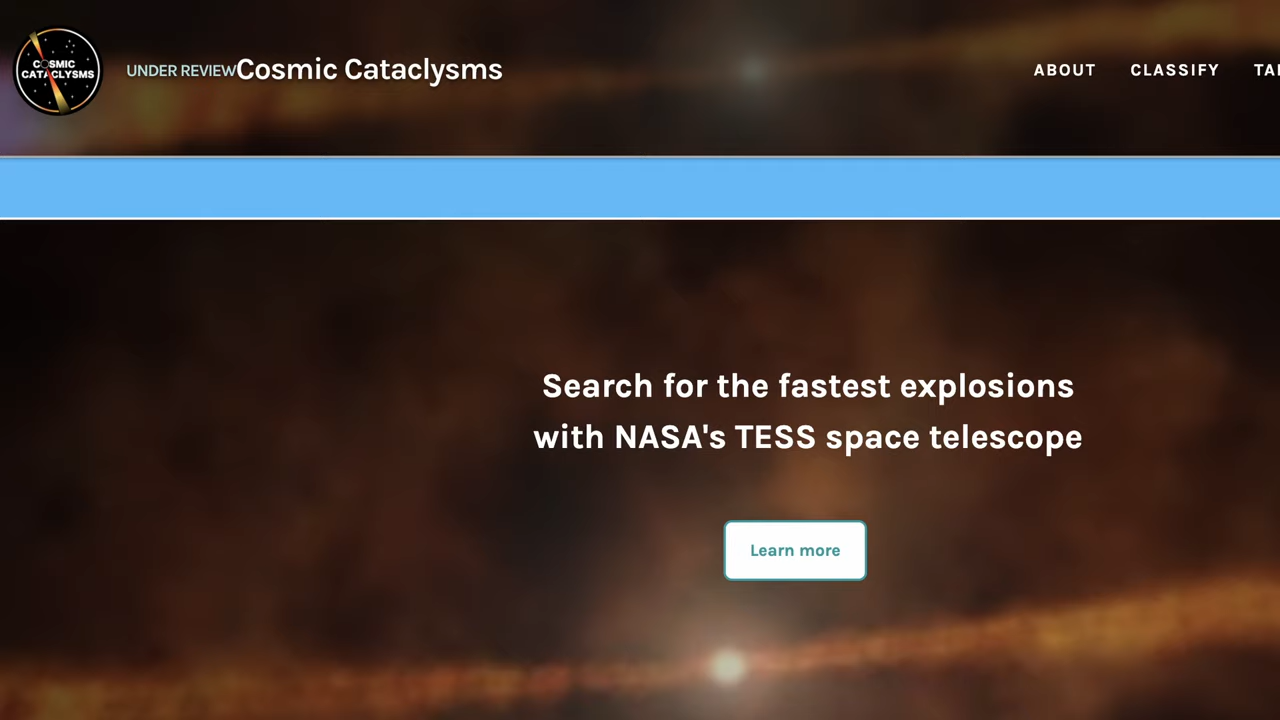 COSMIC
CATACLYSMS
UNDER REVIEW Cosmic Cataclysms
ABOUT CLASSIFY TAL
Search for the fastest explosions
with NASA's TESS space telescope
Learn more